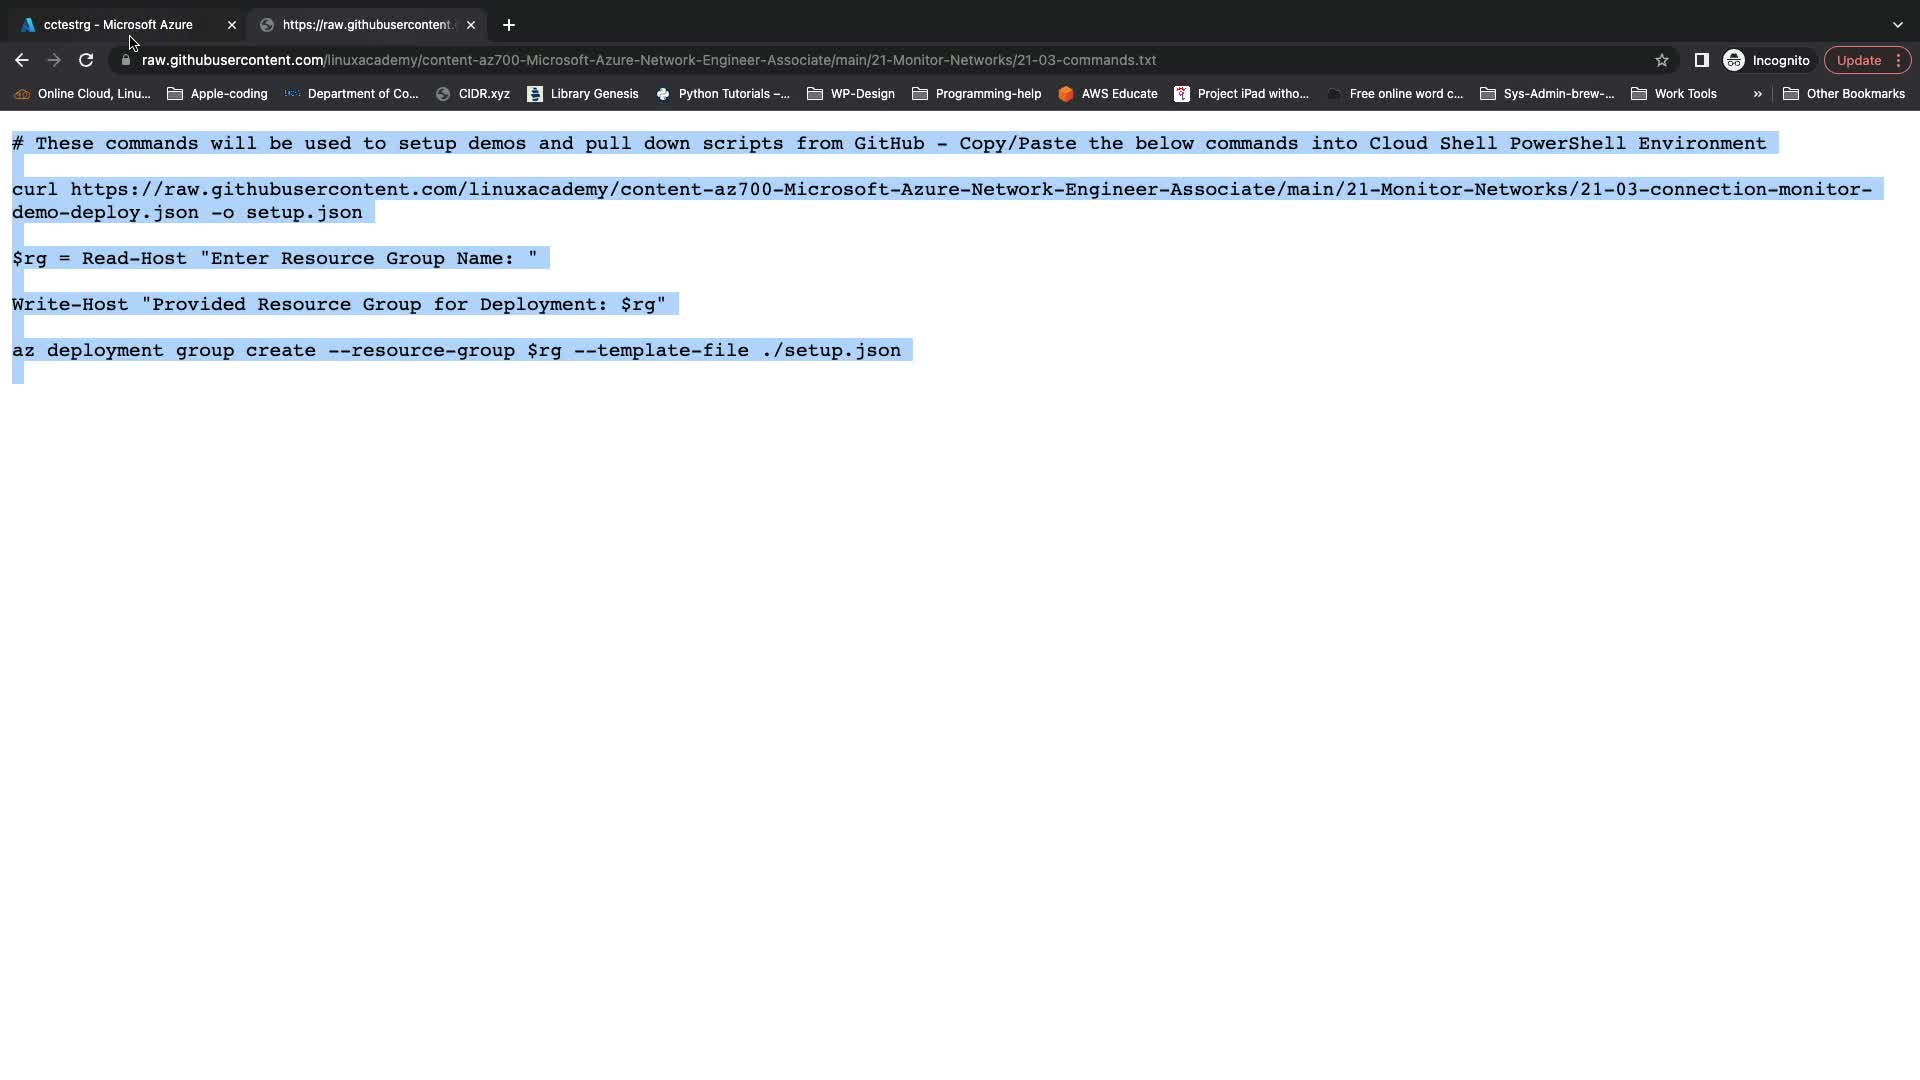 cctestrg - Microsoft Azure
https://raw.githubusercontent.
raw.githubusercontent.com/linuxacademy/content-az700-Microsoft-Azure-Network-Engineer-Associate/main/21-Monitor-Networks/21-03-commands.txt
Incognito
Update
Online Cloud, Linu...
Apple-coding
Department of Co...
CIDR.xyz
Library Genesis
Python Tutorials –...
WP-Design
Programming-help
AWS Educate
Project iPad witho...
Free online word c...
Sys-Admin-brew-...
Work Tools
»
Other Bookmarks
# These commands will be used to setup demos and pull down scripts from GitHub - Copy/Paste the below commands into Cloud Shell PowerShell Environment
curl https://raw.githubusercontent.com/linuxacademy/content-az700-Microsoft-Azure-Network-Engineer-Associate/main/21-Monitor-Networks/21-03-connection-monitor-
demo-deploy.json -o setup.json
$rg = Read-Host "Enter Resource Group Name: "
Write-Host "Provided Resource Group for Deployment: $rg"
az deployment group create --resource-group $rg --template-file ./setup.json